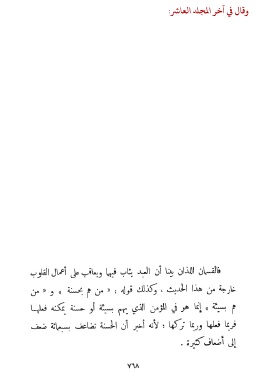 وقال في آخر المجلد العاشر:
فالقسمان اللذان بينا أن العبد يثاب فيها ويعاقب على أعمال القلوب
خارجة من هذا الحديث ، وكذلك قوله : « من هم بحسنة » و « من
هم بسيئة » إنما هو في المؤمن الذي يهم بسيئة أو حسنة يمكنه فعلها
فربما فعلها وربما تركها ؛ لأنه أخبر أن الحسنة تضاعف بسبعمائة ضعف
إلى أضعاف كثيرة .
٧٦٨